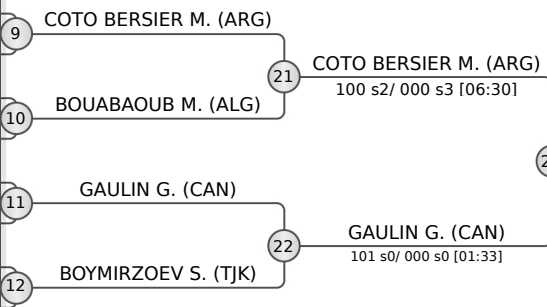 COTO BERSIER M. (ARG)
9
COTO BERSIER M. (ARG)
21
100 s2/ 000 s3 [06:30]
BOUABAOUB M. (ALG)
10
GAULIN G. (CAN)
11
GAULIN G. (CAN)
22
101 s0/ 000 s0 [01:33]
BOYMIRZOEV S. (TJK)
12